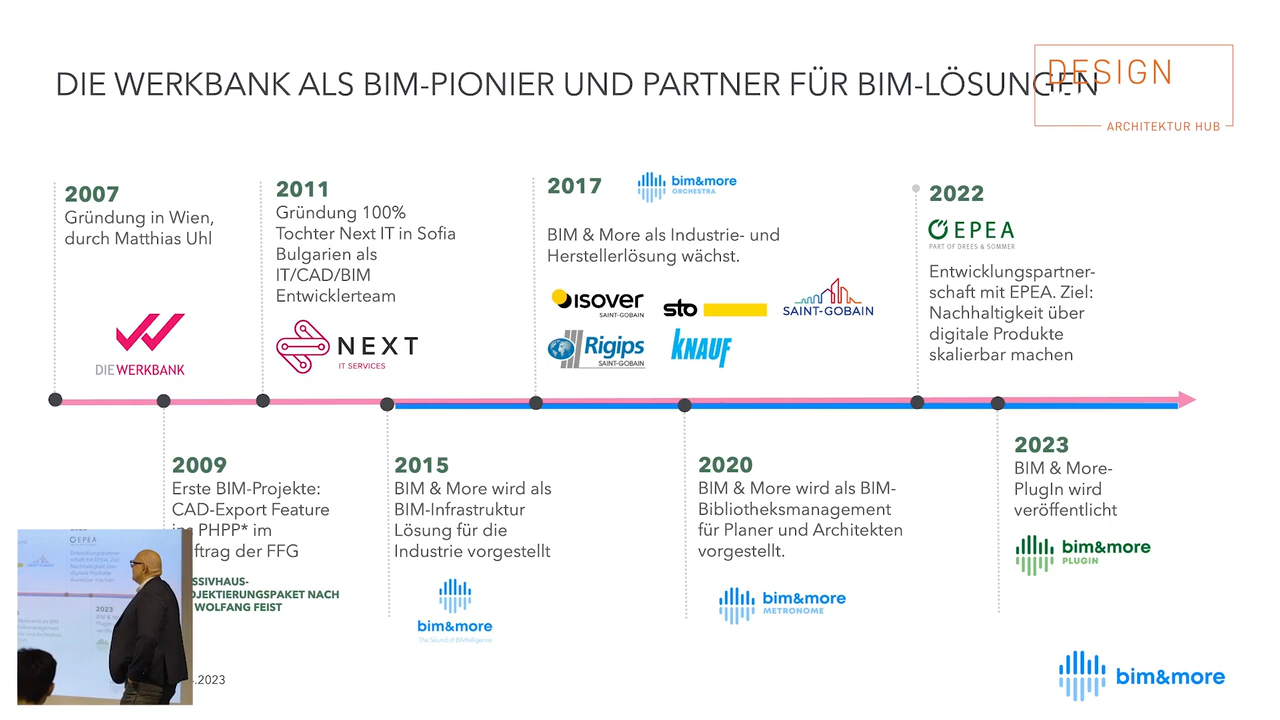 DIE WERKBANK ALS BIM-PIONIER UND PARTNER FÜR BIM-LÖSUNGEN
DESIGN
ARCHITEKTUR HUB
2007
Gründung in Wien,
durch Matthias Uhl
DIE WERKBANK
2011
Gründung 100%
Tochter Next IT in Sofia
Bulgarien als
IT/CAD/BIM
Entwicklerteam
NEXT
IT SERVICES
2017
bim&more
ORCHESTRA
BIM & More als Industrie- und
Herstellerlösung wächst.
isover
SAINT-GOBAIN
sto
SAINT-GOBAIN
Rigips
SAINT-GOBAIN
KNAUF
2022
EPEA
PART OF DREES & SOMMER
Entwicklungspartner-
schaft mit EPEA. Ziel:
Nachhaltigkeit über
digitale Produkte
skalierbar machen
2009
Erste BIM-Projekte:
CAD-Export Feature
PHPP* im
der FFG
WOLFANG FEIST
2015
BIM & More wird als
BIM-Infrastruktur
Lösung für die
Industrie vorgestellt
bim&more
The Sound of BIMtelligence
2020
BIM & More wird als BIM-
Bibliotheksmanagement
für Planer und Architekten
vorgestellt.
bim&more
METRONOME
2023
BIM & More-
PlugIn wird
veröffentlicht
bim&more
PLUGIN
.2023
bim&more